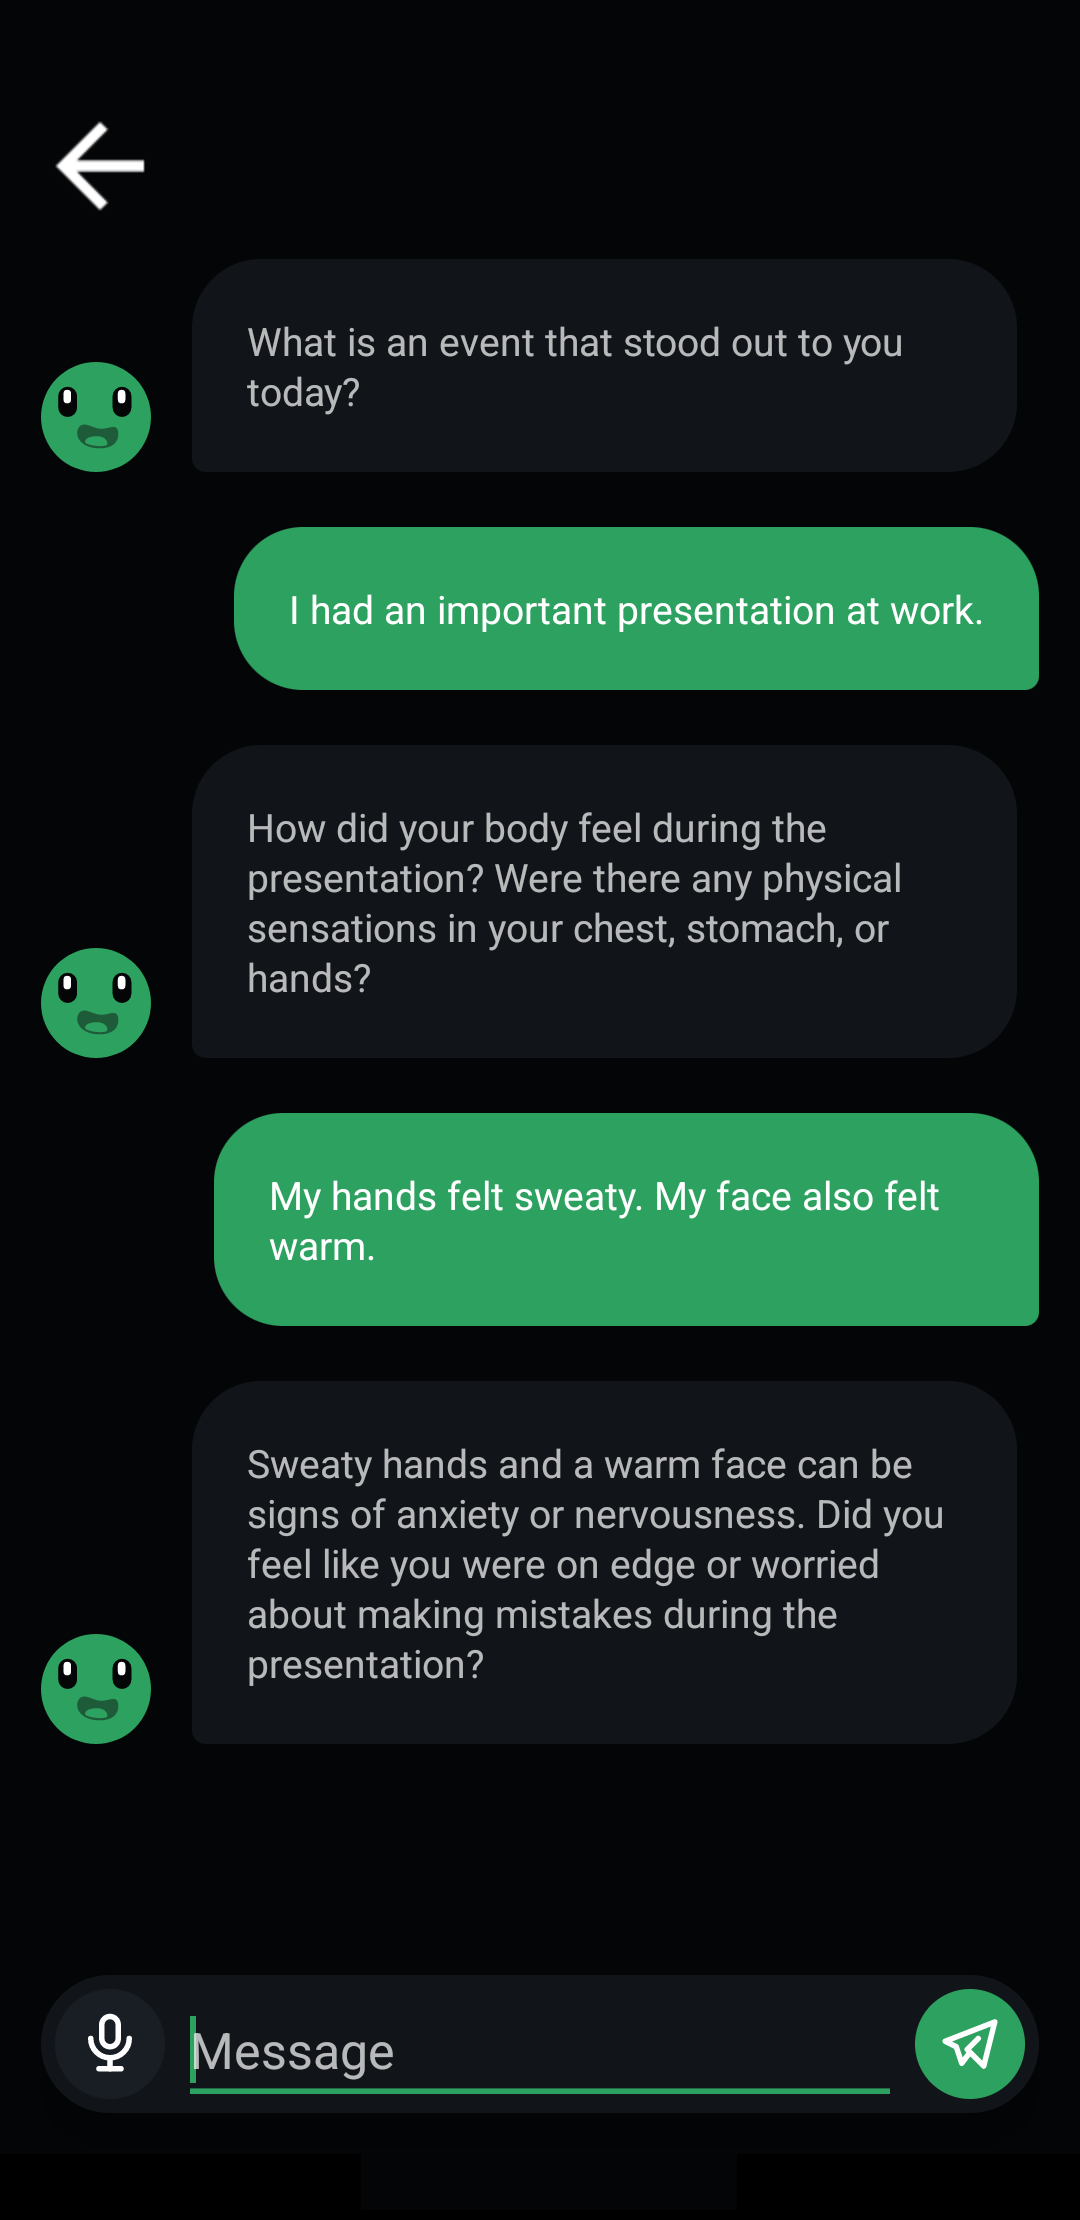 What is an event that stood out to you
today?
I had an important presentation at work.
How did your body feel during the
presentation? Were there any physical
sensations in your chest, stomach, or
hands?
My hands felt sweaty. My face also felt
warm.
Sweaty hands and a warm face can be
signs of anxiety or nervousness. Did you
feel like you were on edge or worried
about making mistakes during the
presentation?
Message